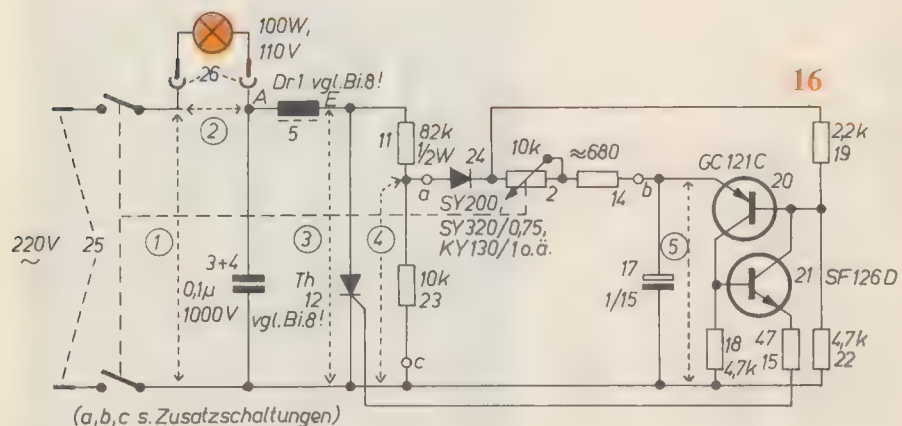 100W,
110V
16
26
A
Dr1 vgl. Bi.8!
E
5
2
11
82k
1/2W
24
10k
≈680
2,2k
19
a
2
14
b
GC121C
20
SY200,
SY320/0,75,
KY130/1 o.ä.
220V
~
25
1
3
4
5
3+4
0,1µ
1000V
vgl. Bi.8!
Th
12
10k
23
c
17
1/15
21
SF126D
18
4,7k
47
15
4,7k
22
(a,b,c s. Zusatzschaltungen)